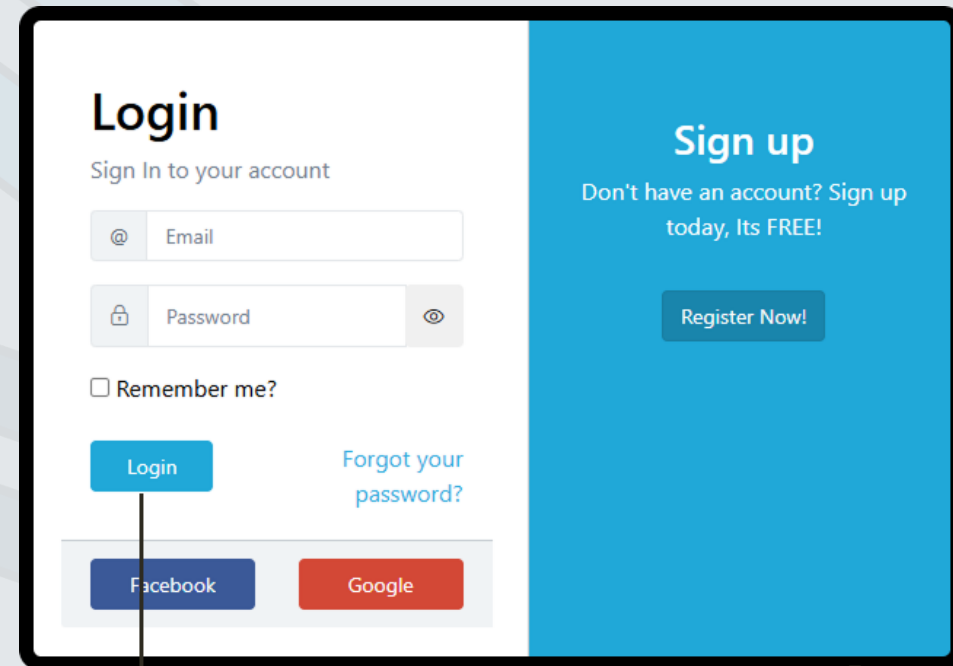 Login
Sign In to your account
@ Email
Password
Remember me?
Login
Forgot your
password?
Facebook
Google
Sign up
Don't have an account? Sign up
today, Its FREE!
Register Now!